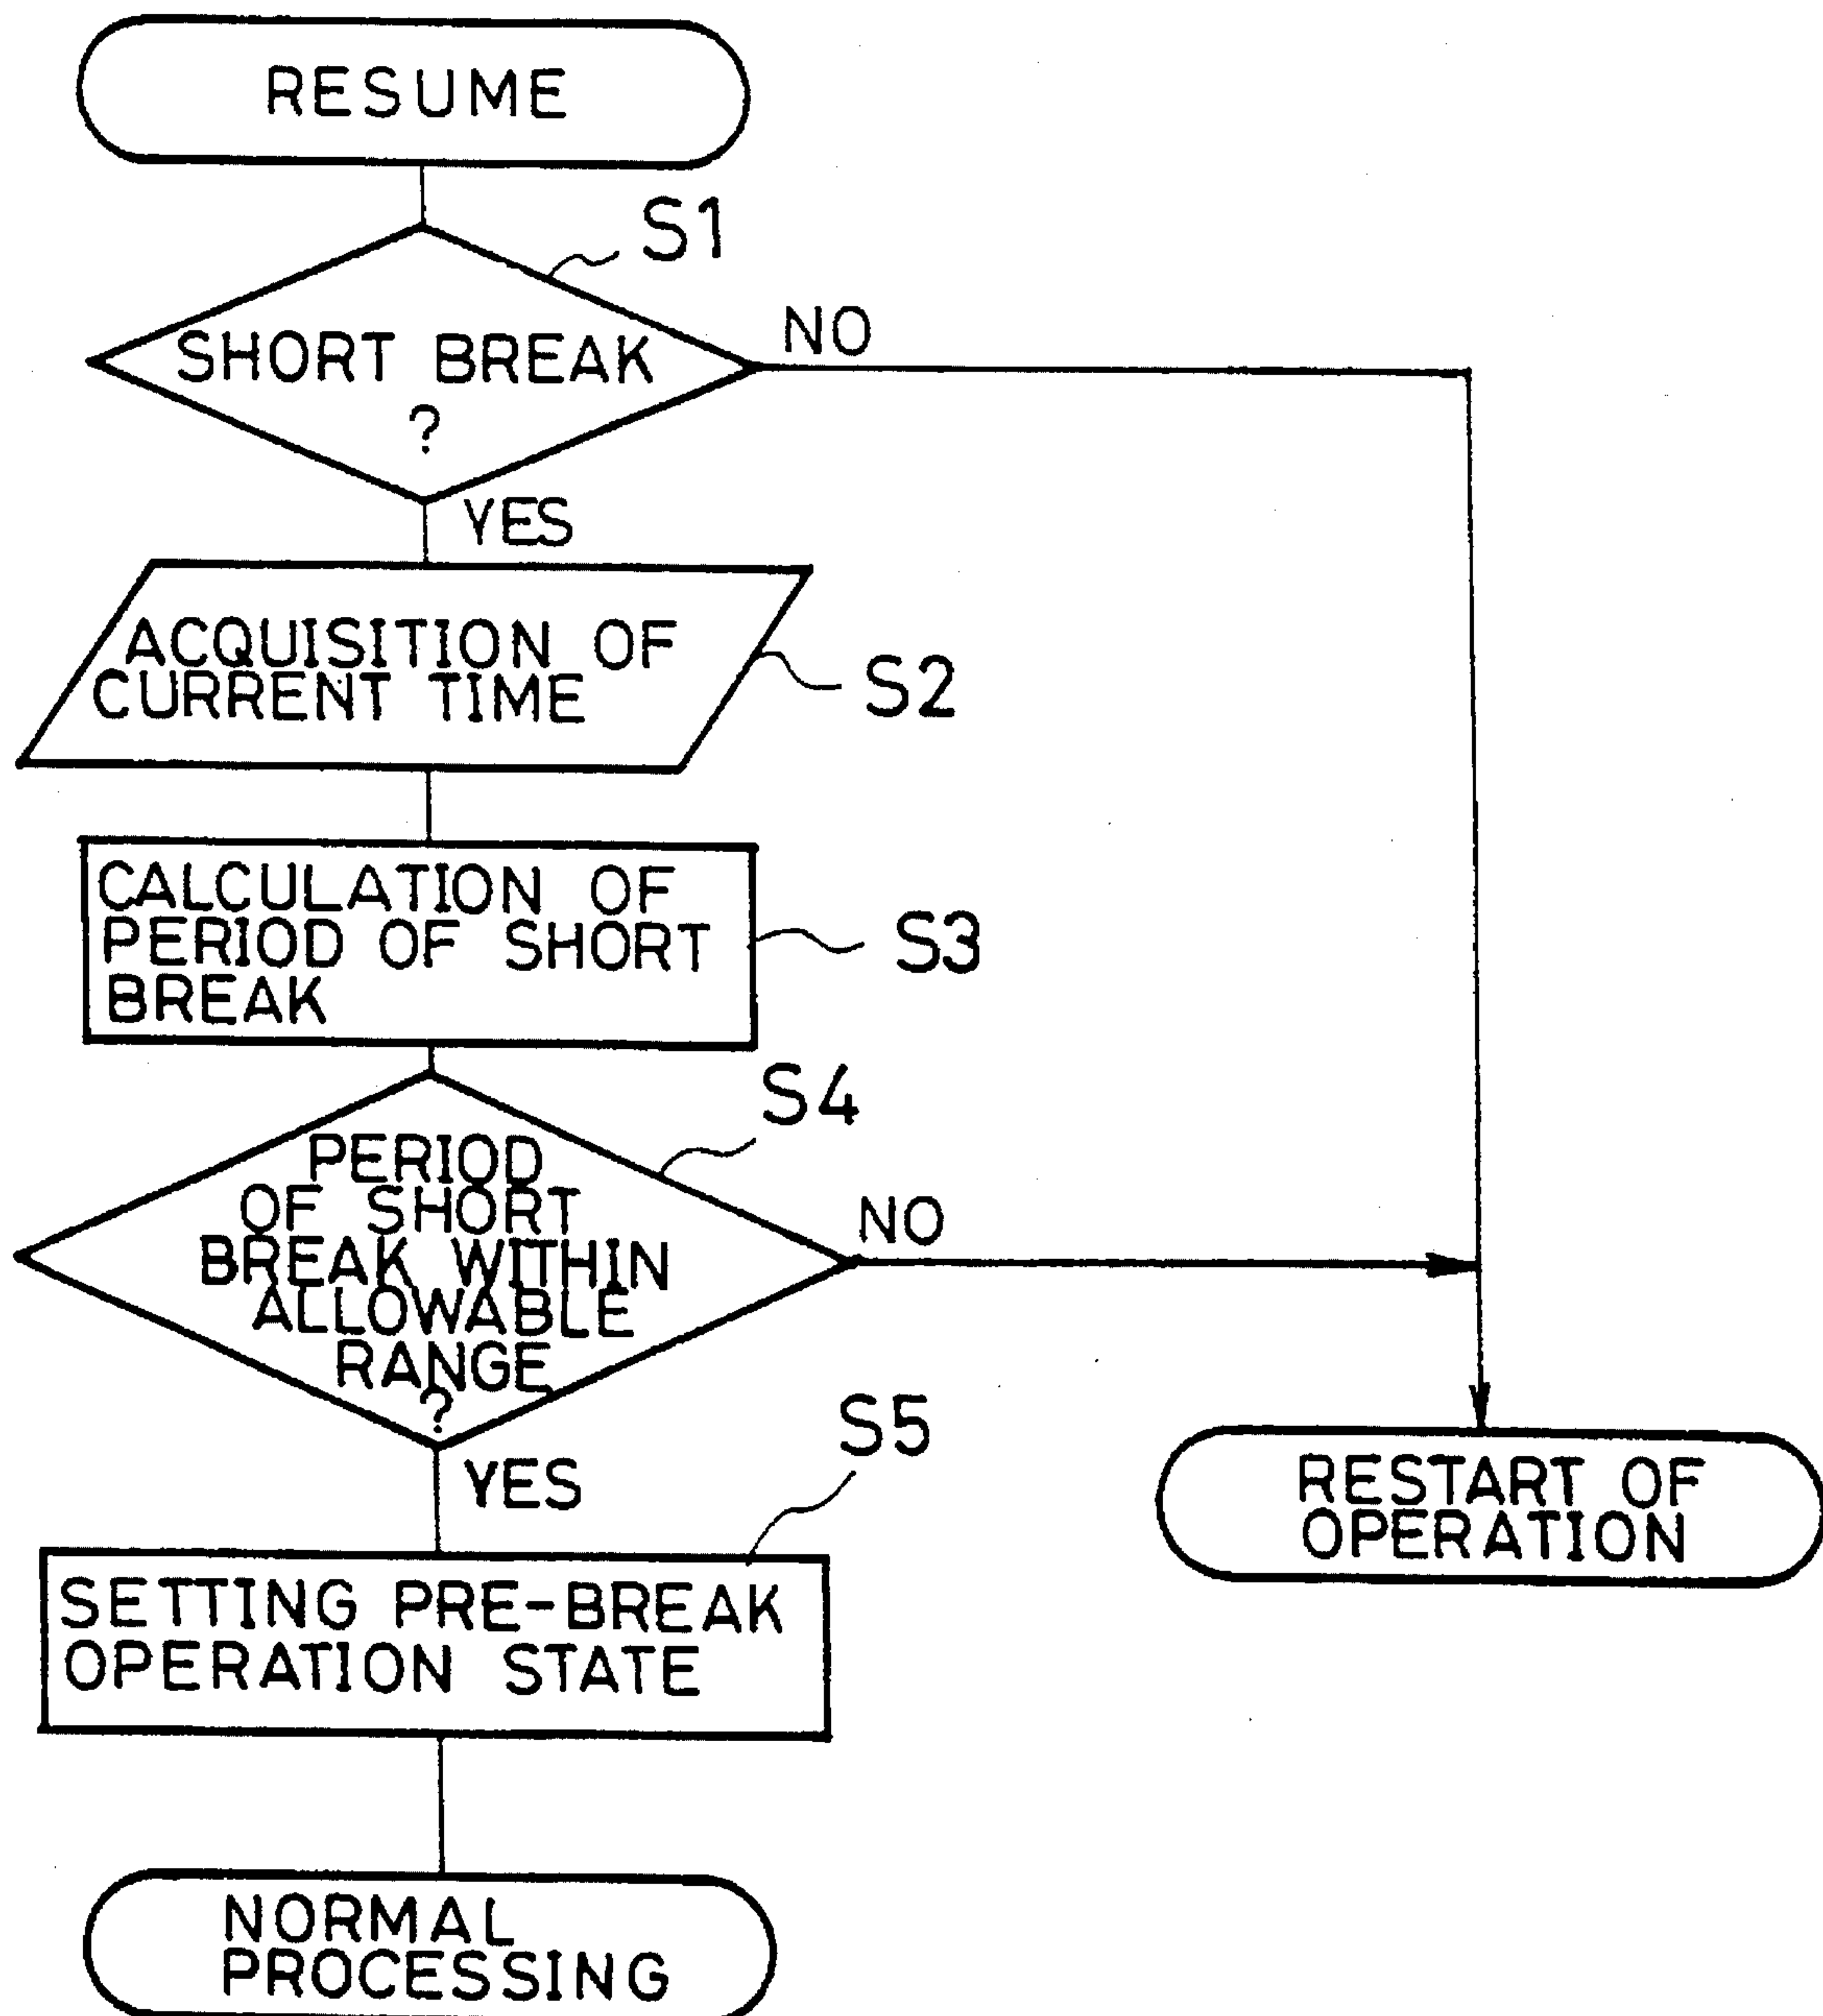 RESUME
S1
SHORT BREAK
?
NO
YES
ACQUISITION OF
CURRENT TIME
S2
CALCULATION OF
PERIOD OF SHORT
BREAK
S3
S4
PERIOD
OF SHORT
BREAK WITHIN
ALLOWABLE
RANGE
?
NO
YES
S5
SETTING PRE-BREAK
OPERATION STATE
RESTART OF
OPERATION
NORMAL
PROCESSING